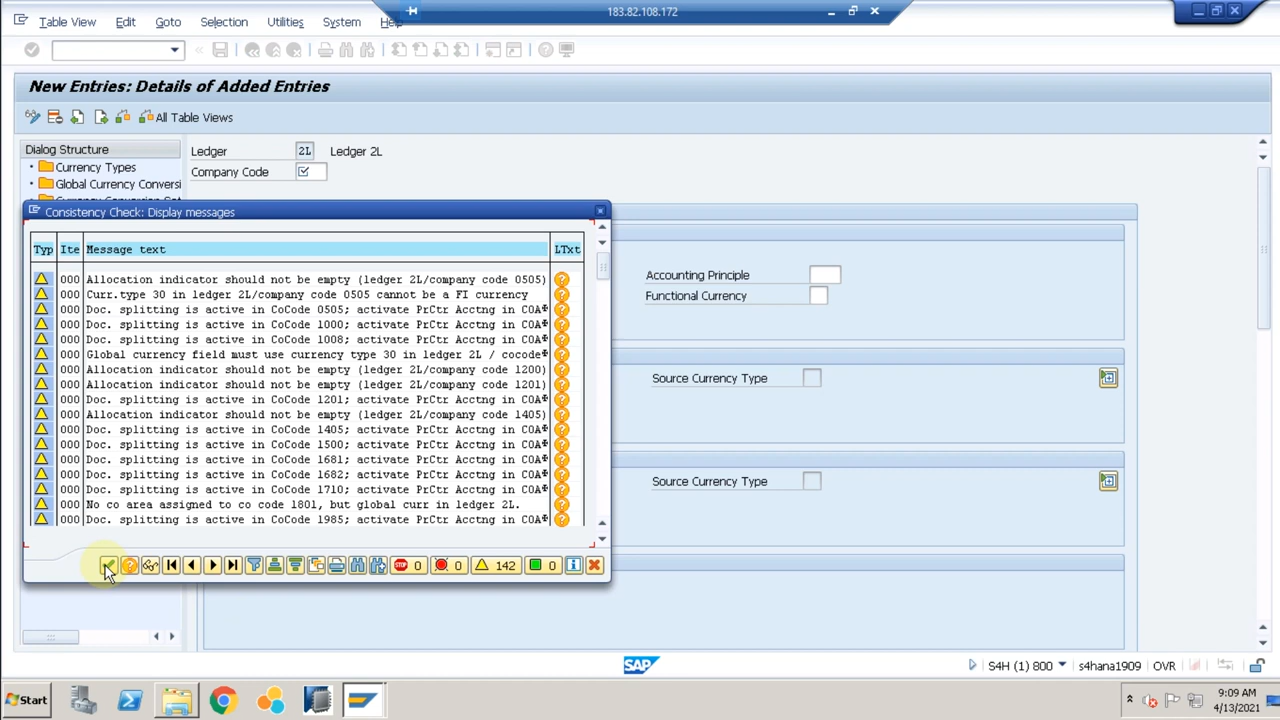 183.82.108.172
Table View Edit Goto Selection Utilities System Help
New Entries: Details of Added Entries
All Table Views
Dialog Structure
Currency Types
Global Currency Conversi
Ledger 2L Ledger 2L
Company Code
Consistency Check: Display messages
Typ Ite Message text LTxt
000 Allocation indicator should not be empty (ledger 2L/company code 0505)
000 Curr.type 30 in ledger 2L/company code 0505 cannot be a FI currency
000 Doc. splitting is active in CoCode 0505; activate PrCtr Acctng in COA
000 Doc. splitting is active in CoCode 1000; activate PrCtr Acctng in COA
000 Doc. splitting is active in CoCode 1008; activate PrCtr Acctng in COA
000 Global currency field must use currency type 30 in ledger 2L / cocode
000 Allocation indicator should not be empty (ledger 2L/company code 1200)
000 Allocation indicator should not be empty (ledger 2L/company code 1201)
000 Doc. splitting is active in CoCode 1201; activate PrCtr Acctng in COA
000 Allocation indicator should not be empty (ledger 2L/company code 1405)
000 Doc. splitting is active in CoCode 1405; activate PrCtr Acctng in COA
000 Doc. splitting is active in CoCode 1500; activate PrCtr Acctng in COA
000 Doc. splitting is active in CoCode 1681; activate PrCtr Acctng in COA
000 Doc. splitting is active in CoCode 1682; activate PrCtr Acctng in COA
000 Doc. splitting is active in CoCode 1710; activate PrCtr Acctng in COA
000 No co area assigned to co code 1801, but global curr in ledger 2L.
000 Doc. splitting is active in CoCode 1985; activate PrCtr Acctng in COA
STOP 0 0 142 0
Accounting Principle
Functional Currency
Source Currency Type
Source Currency Type
SAP
S4H (1) 800 s4hana1909 OVR
Start
9:09 AM
4/13/2021